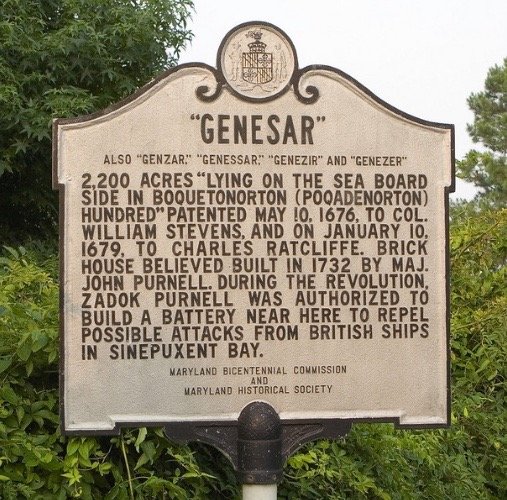 "GENESAR"
ALSO "GENZAR," "GENESSAR," "GENEZIR" AND "GENEZER"
2,200 ACRES "LYING ON THE SEA BOARD
SIDE IN BOQUETONORTON (POQADENORTON)
HUNDRED" PATENTED MAY 10, 1676, TO COL.
WILLIAM STEVENS, AND ON JANUARY 10,
1679, TO CHARLES RATCLIFFE. BRICK
HOUSE BELIEVED BUILT IN 1732 BY MAJ.
JOHN PURNELL. DURING THE REVOLUTION,
ZADOK PURNELL WAS AUTHORIZED TO
BUILD A BATTERY NEAR HERE TO REPEL
POSSIBLE ATTACKS FROM BRITISH SHIPS
IN SINEPUXENT BAY.
MARYLAND BICENTENNIAL COMMISSION
AND
MARYLAND HISTORICAL SOCIETY